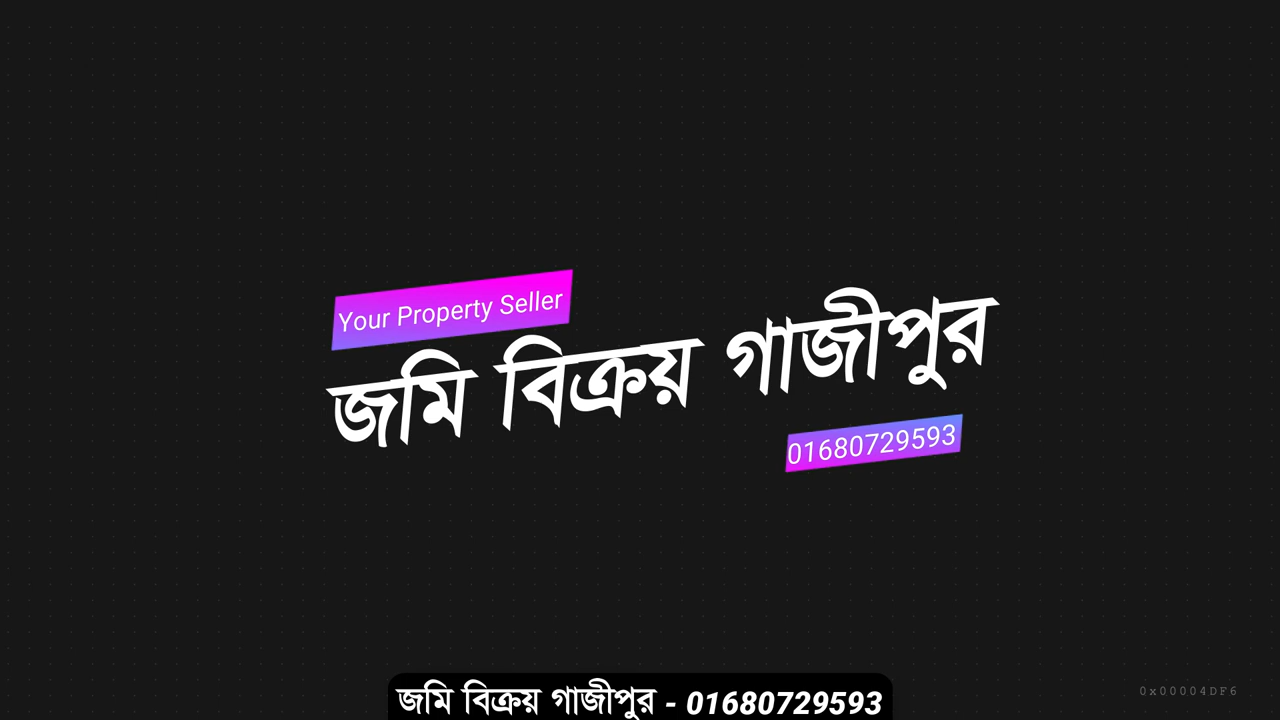 Your Property Seller
জমি বিক্রয় গাজীপুর
01680729593
0x00004DF6
জমি বিক্রয় গাজীপুর - 01680729593